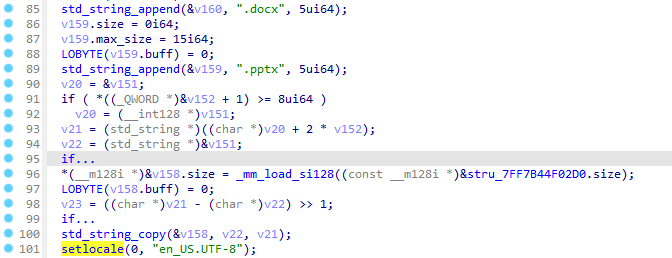 85 std_string_append(&v160, ".docx", 5ui64);
86 v159.size = 0i64;
87 v159.max_size = 15i64;
88 LOBYTE(v159.buff) = 0;
89 std_string_append(&v159, ".pptx", 5ui64);
90 v20 = &v151;
91 if ( *((_QWORD *)&v152 + 1) >= 8ui64 )
92 v20 = (__int128 *)v151;
93 v21 = (std_string *)((char *)v20 + 2 * v152);
94 v22 = (std_string *)&v151;
95 if...
96 *(__m128i *)&v158.size = _mm_load_si128((const __m128i *)&stru_7FF7B44F02D0.size);
97 LOBYTE(v158.buff) = 0;
98 v23 = ((char *)v21 - (char *)v22) >> 1;
99 if...
100 std_string_copy(&v158, v22, v21);
101 setlocale(0, "en_US.UTF-8");